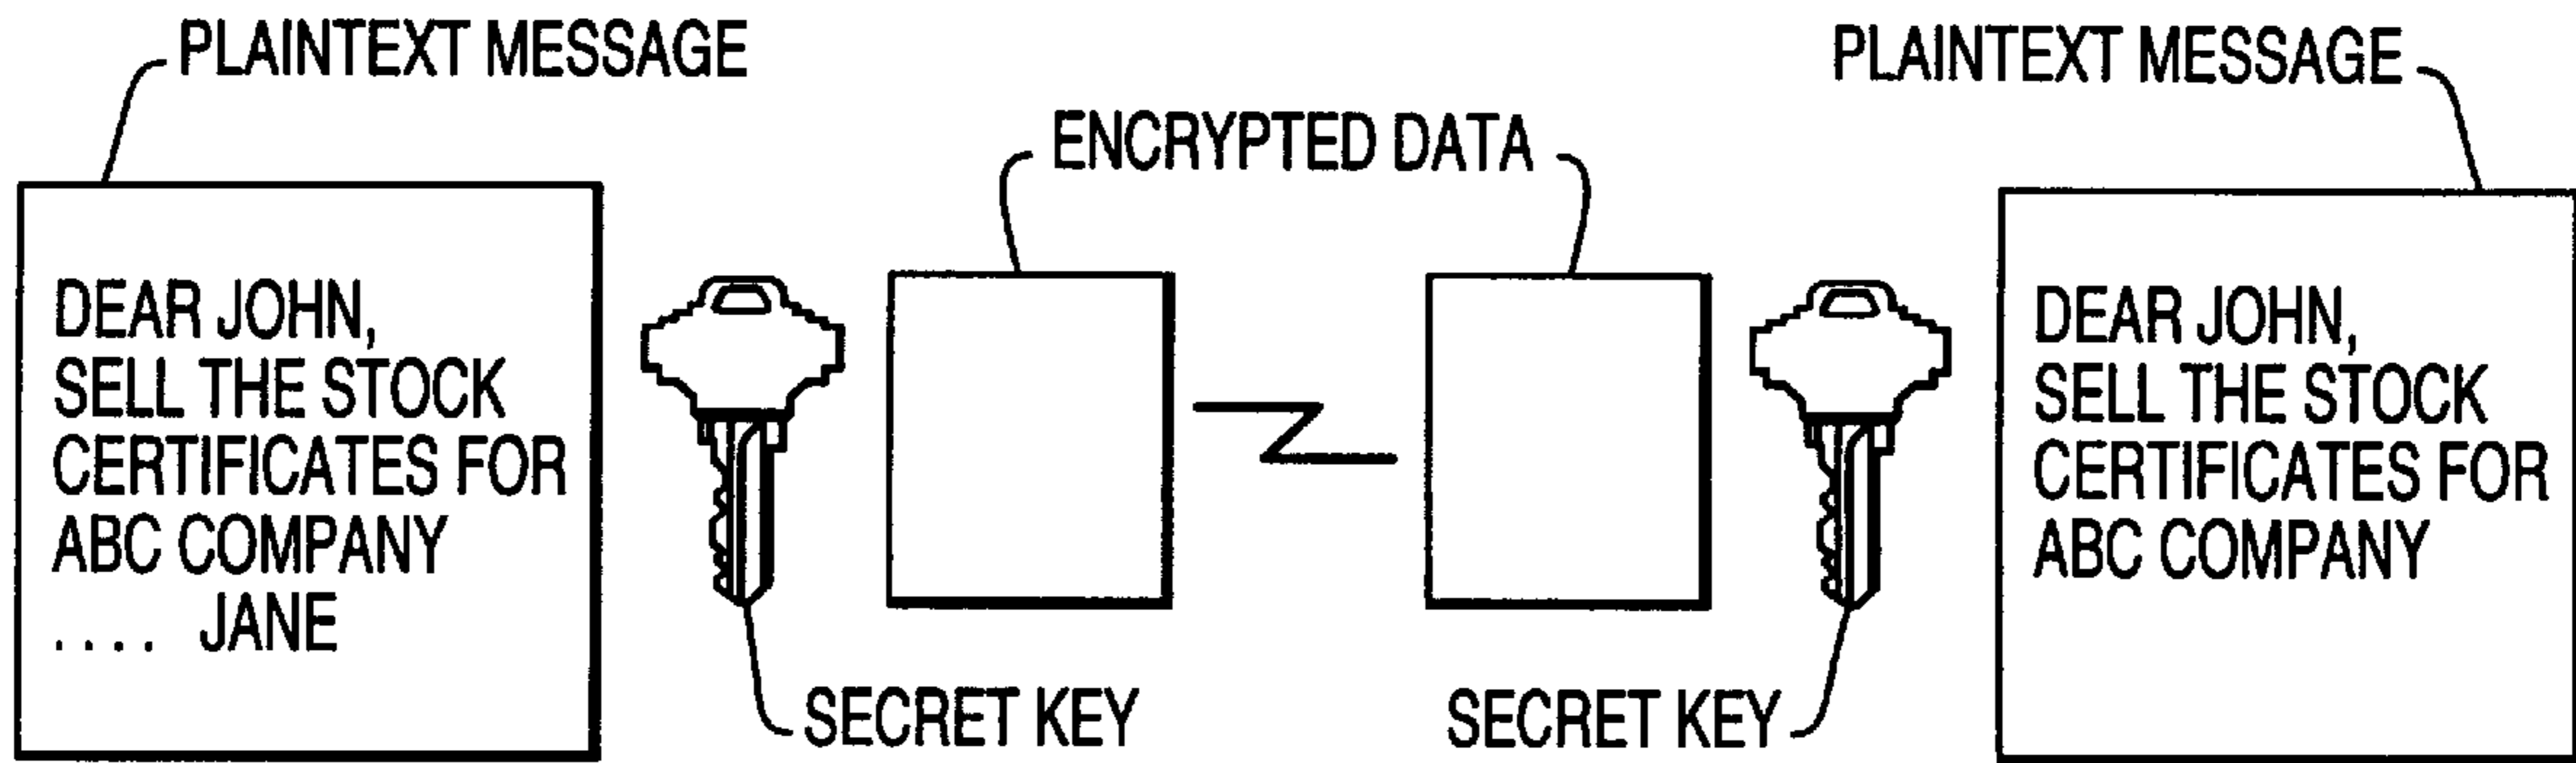 PLAINTEXT MESSAGE
PLAINTEXT MESSAGE
ENCRYPTED DATA
DEAR JOHN,
SELL THE STOCK
CERTIFICATES FOR
ABC COMPANY
.... JANE
DEAR JOHN,
SELL THE STOCK
CERTIFICATES FOR
ABC COMPANY
SECRET KEY
SECRET KEY